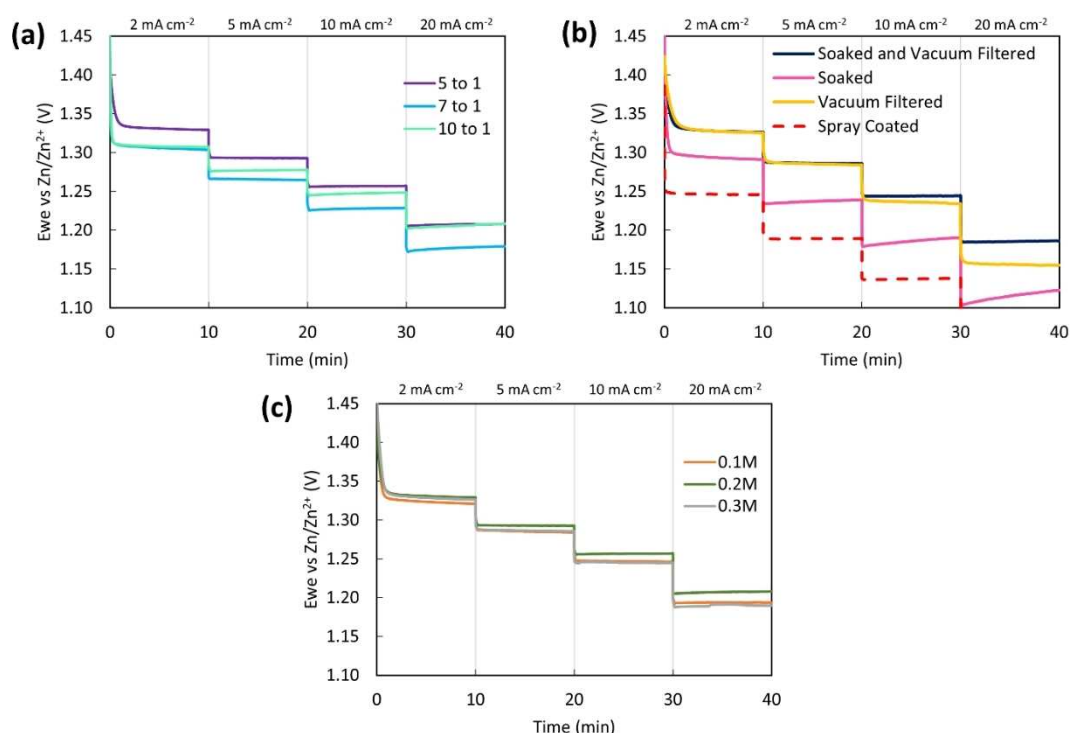 (a)
2 mA cm⁻² 5 mA cm⁻² 10 mA cm⁻² 20 mA cm⁻²
1.45
1.40
1.35
1.30
1.25
1.20
1.15
1.10
Ewe vs Zn/Zn²⁺ (V)
5 to 1
7 to 1
10 to 1
0 10 20 30 40
Time (min)
(b)
2 mA cm⁻² 5 mA cm⁻² 10 mA cm⁻² 20 mA cm⁻²
1.45
1.40
1.35
1.30
1.25
1.20
1.15
1.10
Ewe vs Zn/Zn²⁺ (V)
Soaked and Vacuum Filtered
Soaked
Vacuum Filtered
Spray Coated
0 10 20 30 40
Time (min)
(c)
2 mA cm⁻² 5 mA cm⁻² 10 mA cm⁻² 20 mA cm⁻²
1.45
1.40
1.35
1.30
1.25
1.20
1.15
1.10
Ewe vs Zn/Zn²⁺ (V)
0.1M
0.2M
0.3M
0 10 20 30 40
Time (min)